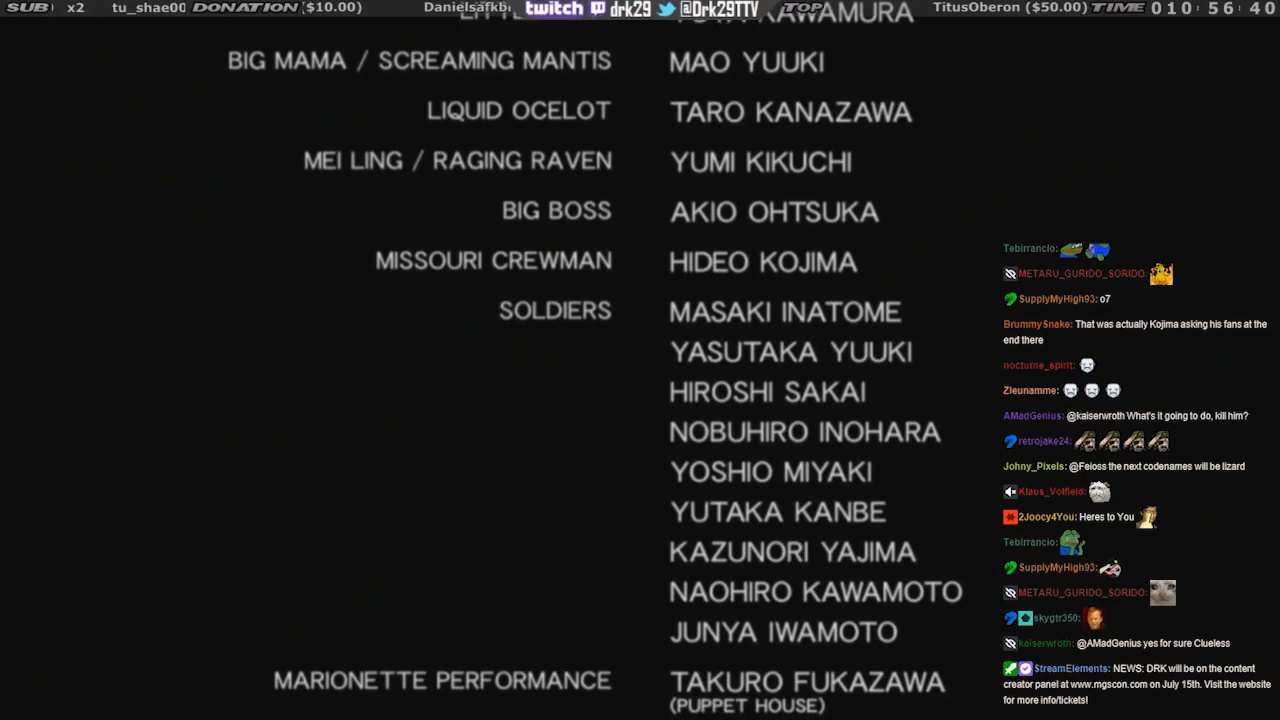 SUB x2 tu_shae00 DONATION ($10.00) Danielsafkbi twitch drk29 @Drk29TTV TOP TitusOberon ($50.00) TIME 010:56:40
YUTA KAWAMURA
BIG MAMA / SCREAMING MANTIS MAO YUUKI
LIQUID OCELOT TARO KANAZAWA
MEI LING / RAGING RAVEN YUMI KIKUCHI
BIG BOSS AKIO OHTSUKA
MISSOURI CREWMAN HIDEO KOJIMA
SOLDIERS MASAKI INATOME
YASUTAKA YUUKI
HIROSHI SAKAI
NOBUHIRO INOHARA
YOSHIO MIYAKI
YUTAKA KANBE
KAZUNORI YAJIMA
NAOHIRO KAWAMOTO
JUNYA IWAMOTO
MARIONETTE PERFORMANCE TAKURO FUKAZAWA
(PUPPET HOUSE)
Tebirrancio:
METARU_GURIDO_SORIDO:
SupplyMyHigh93: o7
BrummySnake: That was actually Kojima asking his fans at the
end there
nocturne_spirit:
Zleunamme:
AMadGenius: @kaiserwroth What's it going to do, kill him?
retrojake24:
Johny_Pixels: @Feioss the next codenames will be lizard
Klaus_Volfield:
2Joocy4You: Heres to You
Tebirrancio:
SupplyMyHigh93:
METARU_GURIDO_SORIDO:
skygtr350:
kaiserwroth: @AMadGenius yes for sure Clueless
StreamElements: NEWS: DRK will be on the content
creator panel at www.mgscon.com on July 15th. Visit the website
for more info/tickets!